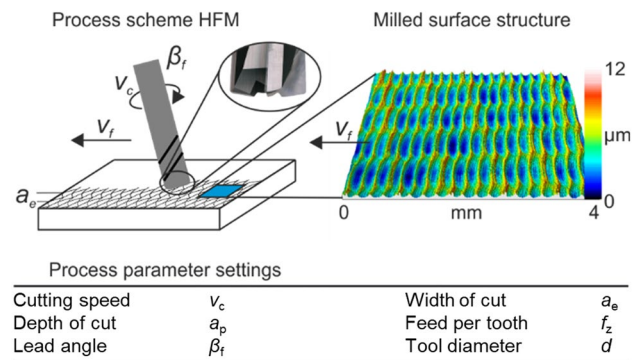 Process scheme HFM
Milled surface structure
β_f
v_c
v_f
a_e
v_f
12
µm
0
0 mm 4
Process parameter settings
Cutting speed v_c Width of cut a_e
Depth of cut a_p Feed per tooth f_z
Lead angle β_f Tool diameter d